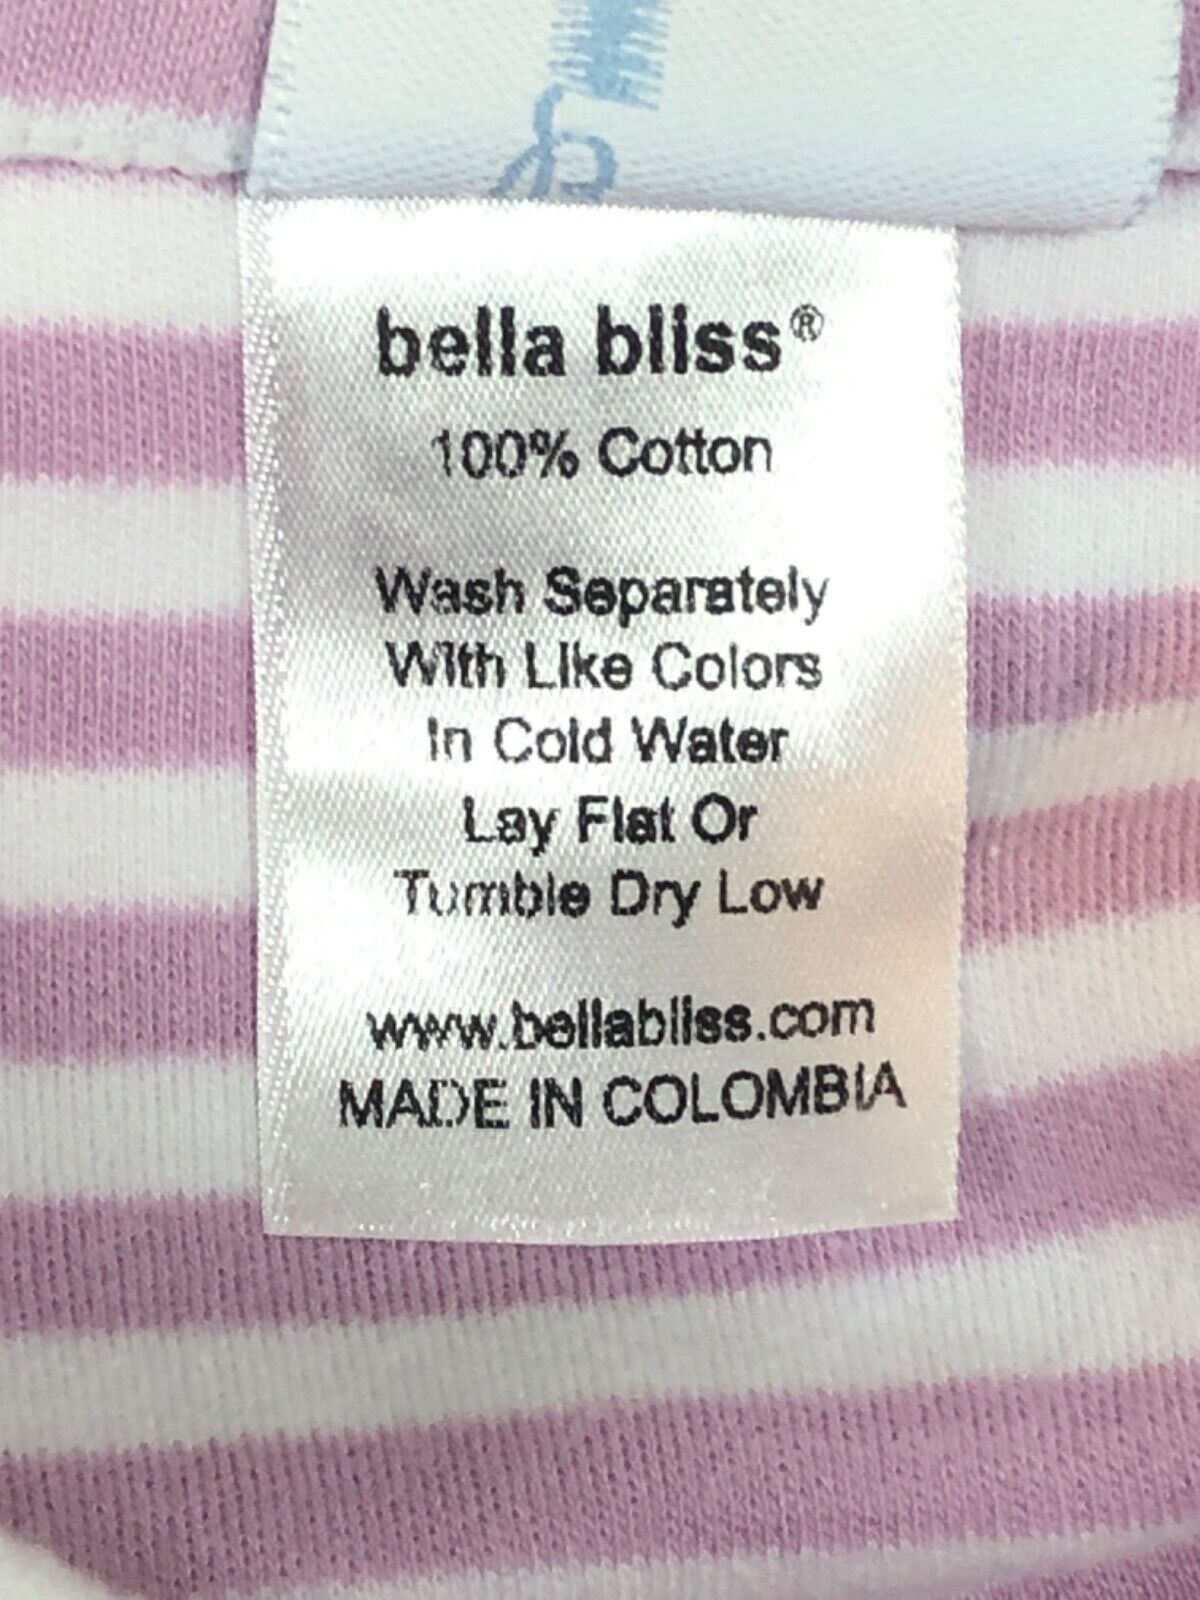 bella bliss®
100% Cotton
Wash Separately
With Like Colors
In Cold Water
Lay Flat Or
Tumble Dry Low
www.bellabliss.com
MADE IN COLOMBIA